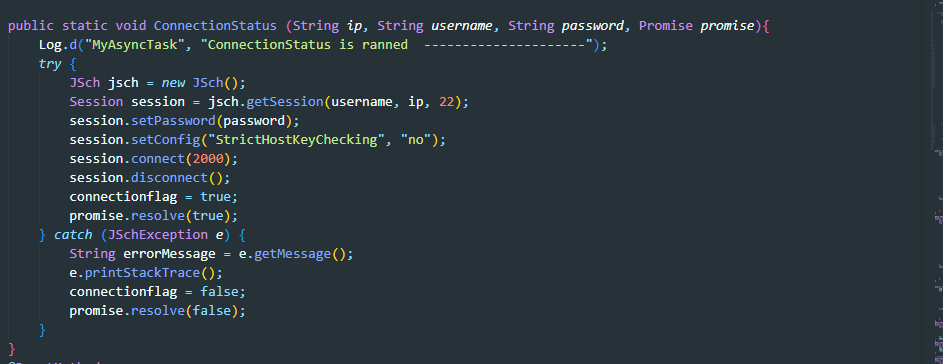 public static void ConnectionStatus (String ip, String username, String password, Promise promise){
Log.d("MyAsyncTask", "ConnectionStatus is ranned  ---------------------");
try {
JSch jsch = new JSch();
Session session = jsch.getSession(username, ip, 22);
session.setPassword(password);
session.setConfig("StrictHostKeyChecking", "no");
session.connect(2000);
session.disconnect();
connectionflag = true;
promise.resolve(true);
} catch (JSchException e) {
String errorMessage = e.getMessage();
e.printStackTrace();
connectionflag = false;
promise.resolve(false);
}
}